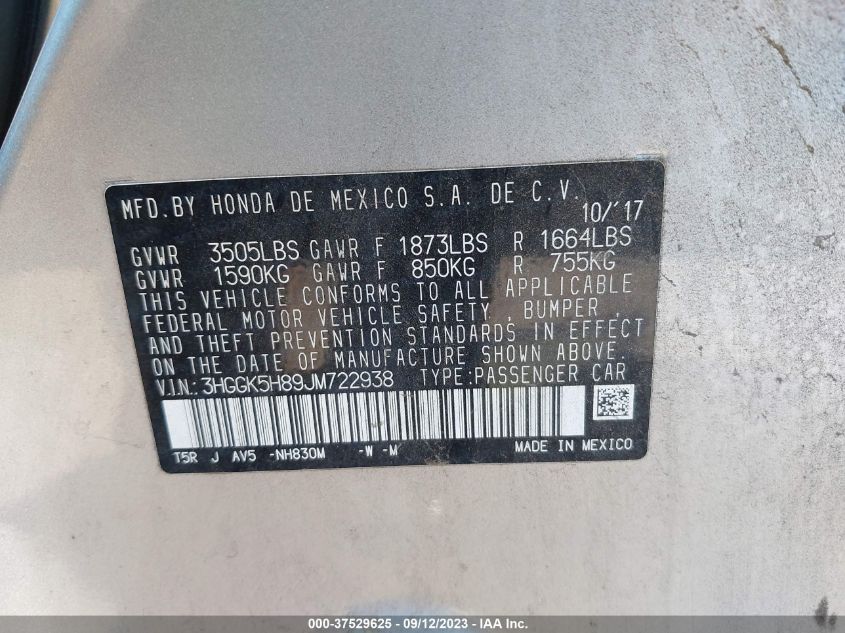 MFD.BY HONDA DE MEXICO S.A. DE C.V.
10/'17
GVWR 3505LBS GAWR F 1873LBS R 1664LBS
GVWR 1590KG GAWR F 850KG R 755KG
THIS VEHICLE CONFORMS TO ALL APPLICABLE
FEDERAL MOTOR VEHICLE SAFETY, BUMPER,
AND THEFT PREVENTION STANDARDS IN EFFECT
ON THE DATE OF MANUFACTURE SHOWN ABOVE.
V.I.N.:3HGGK5H89JM722938 TYPE:PASSENGER CAR
T5R J AV5 -NH830M -W -M MADE IN MEXICO
000-37529625 - 09/12/2023 - IAA Inc.